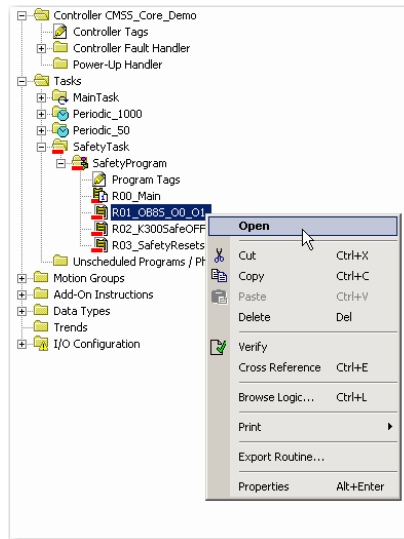 Controller CMSS_Core_Demo
Controller Tags
Controller Fault Handler
Power-Up Handler
Tasks
MainTask
Periodic_1000
Periodic_50
SafetyTask
SafetyProgram
Program Tags
R00_Main
R01_OB8S_O0_O1
R02_K300SafeOFF
R03_SafetyResets
Unscheduled Programs / Ph
Motion Groups
Add-On Instructions
Data Types
Trends
I/O Configuration
Open
Cut Ctrl+X
Copy Ctrl+C
Paste Ctrl+V
Delete Del
Verify
Cross Reference Ctrl+E
Browse Logic... Ctrl+L
Print
Export Routine...
Properties Alt+Enter